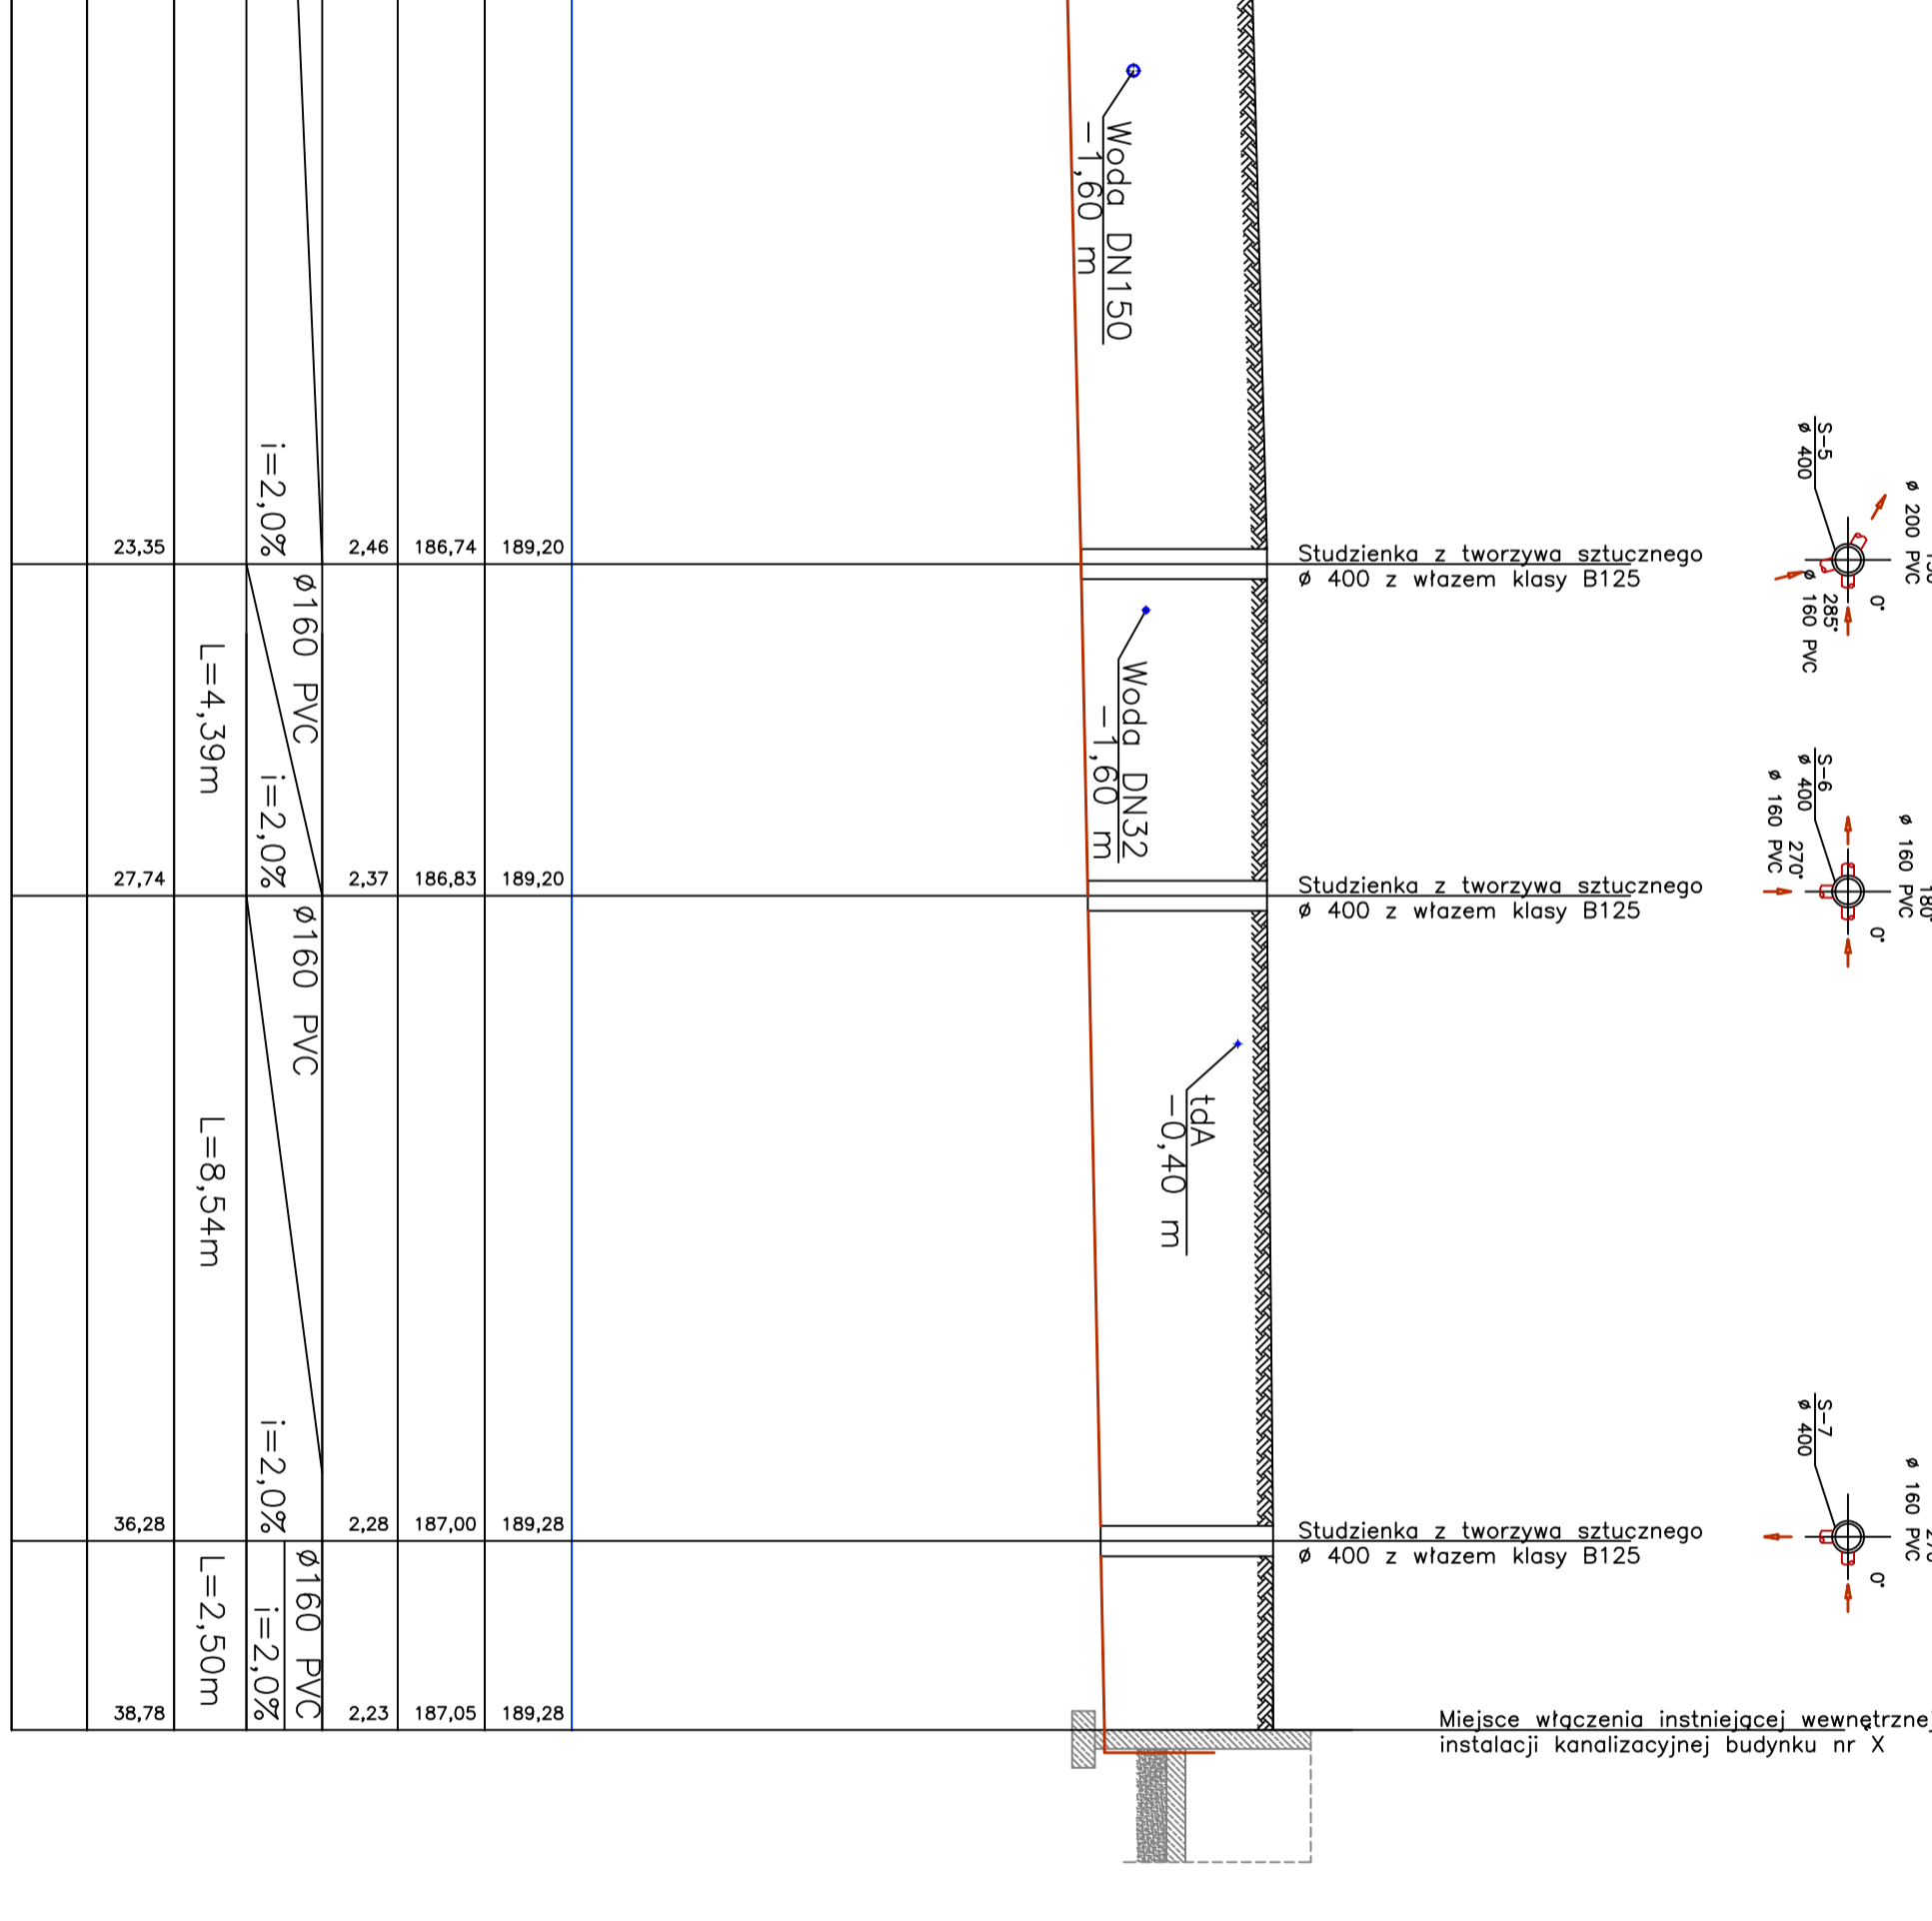 Woda DN150
-1,60 m
S-5
ø 400
ø 200 PVC
0°
285°
ø 160 PVC
i=2,0%
23,35
2,46
186,74
189,20
Studzienka z tworzywa sztucznego
ø 400 z włazem klasy B125
ø160 PVC
L=4,39m
i=2,0%
Woda DN32
-1,60 m
S-6
ø 400
270°
ø 160 PVC
ø 160 PVC
180°
0°
27,74
2,37
186,83
189,20
Studzienka z tworzywa sztucznego
ø 400 z włazem klasy B125
ø160 PVC
L=8,54m
i=2,0%
tdA
-0,40 m
S-7
ø 400
ø 160 PVC
0°
36,28
2,28
187,00
189,28
Studzienka z tworzywa sztucznego
ø 400 z włazem klasy B125
ø160 PVC
i=2,0%
L=2,50m
38,78
2,23
187,05
189,28
Miejsce włączenia instniejącej wewnętrznej
instalacji kanalizacyjnej budynku nr X